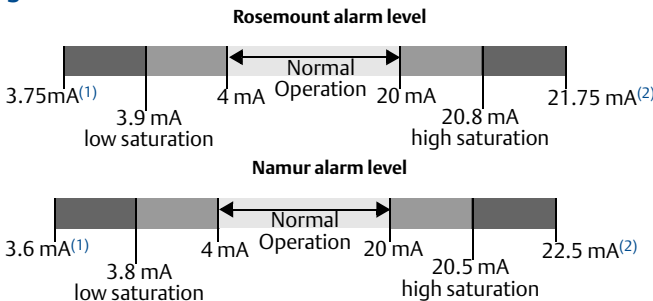 Rosemount alarm level
Normal
Operation
3.75mA(1)
3.9 mA
low saturation
4 mA
20 mA
20.8 mA
high saturation
21.75 mA(2)
Namur alarm level
Normal
Operation
3.6 mA(1)
3.8 mA
low saturation
4 mA
20 mA
20.5 mA
high saturation
22.5 mA(2)